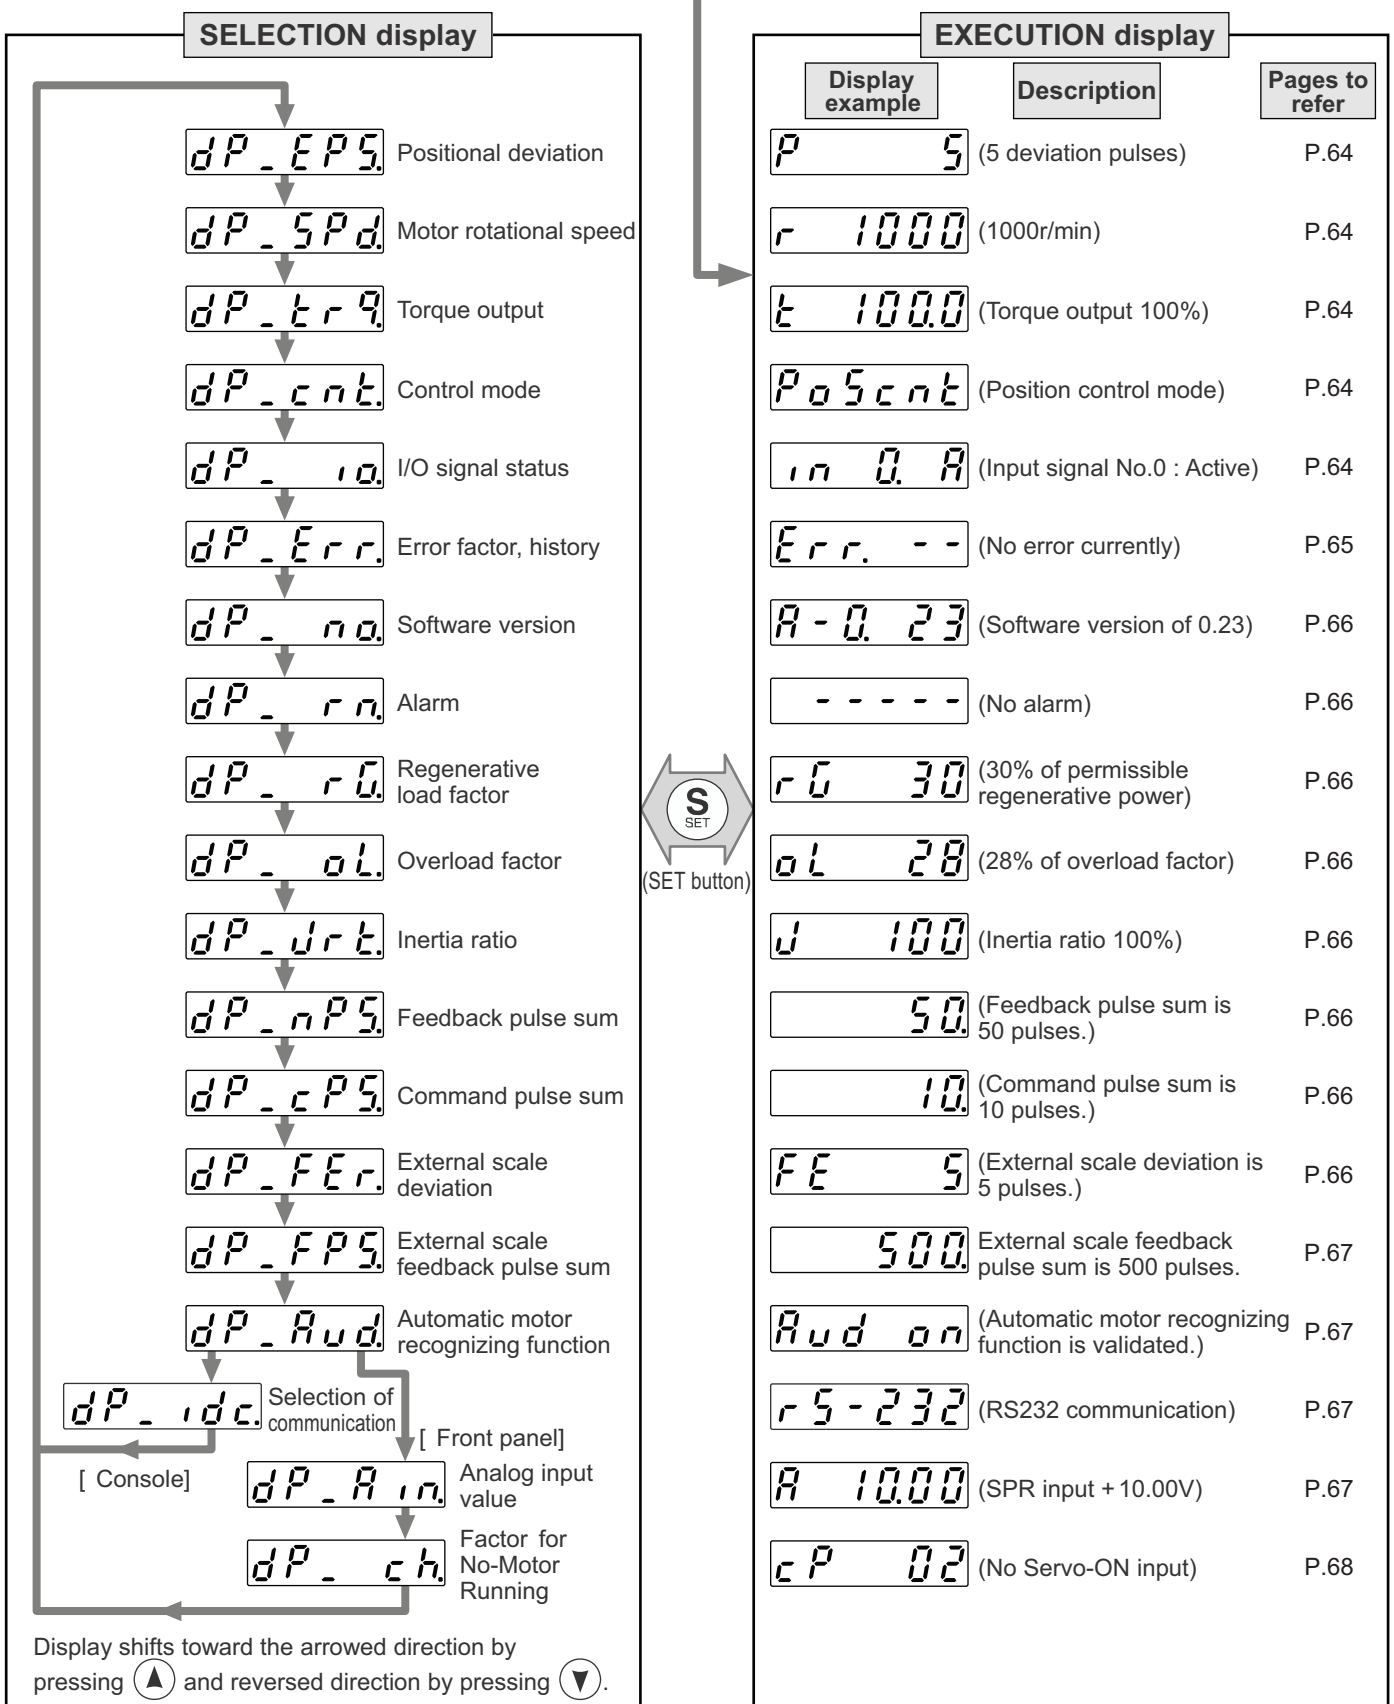 SELECTION display
dP_EPS. Positional deviation
dP_SPd. Motor rotational speed
dP_trq. Torque output
dP_cnt. Control mode
dP_ io. I/O signal status
dP_Err. Error factor, history
dP_ no. Software version
dP_ rn. Alarm
dP_ rG. Regenerative
load factor
dP_ oL. Overload factor
dP_Jrt. Inertia ratio
dP_nPS. Feedback pulse sum
dP_cPS. Command pulse sum
dP_FEr. External scale
deviation
dP_FPS. External scale
feedback pulse sum
dP_Aud. Automatic motor
recognizing function
dP_ idc. Selection of
communication
[ Console]
[ Front panel]
dP_Ain. Analog input
value
dP_ ch. Factor for
No-Motor
Running
Display shifts toward the arrowed direction by
pressing ▲ and reversed direction by pressing ▼.
S
SET
(SET button)
EXECUTION display
Display
example
Description
Pages to
refer
P 5 (5 deviation pulses) P.64
r 1000 (1000r/min) P.64
t 100.0 (Torque output 100%) P.64
PoScnt (Position control mode) P.64
in 0. A (Input signal No.0 : Active) P.64
Err. -- (No error currently) P.65
A-0. 23 (Software version of 0.23) P.66
----- (No alarm) P.66
rG 30 (30% of permissible
regenerative power) P.66
oL 28 (28% of overload factor) P.66
J 100 (Inertia ratio 100%) P.66
50. (Feedback pulse sum is
50 pulses.) P.66
10. (Command pulse sum is
10 pulses.) P.66
FE 5 (External scale deviation is
5 pulses.) P.66
500. External scale feedback
pulse sum is 500 pulses. P.67
Aud on (Automatic motor recognizing
function is validated.) P.67
rS-232 (RS232 communication) P.67
A 10.00 (SPR input + 10.00V) P.67
cP 02 (No Servo-ON input) P.68